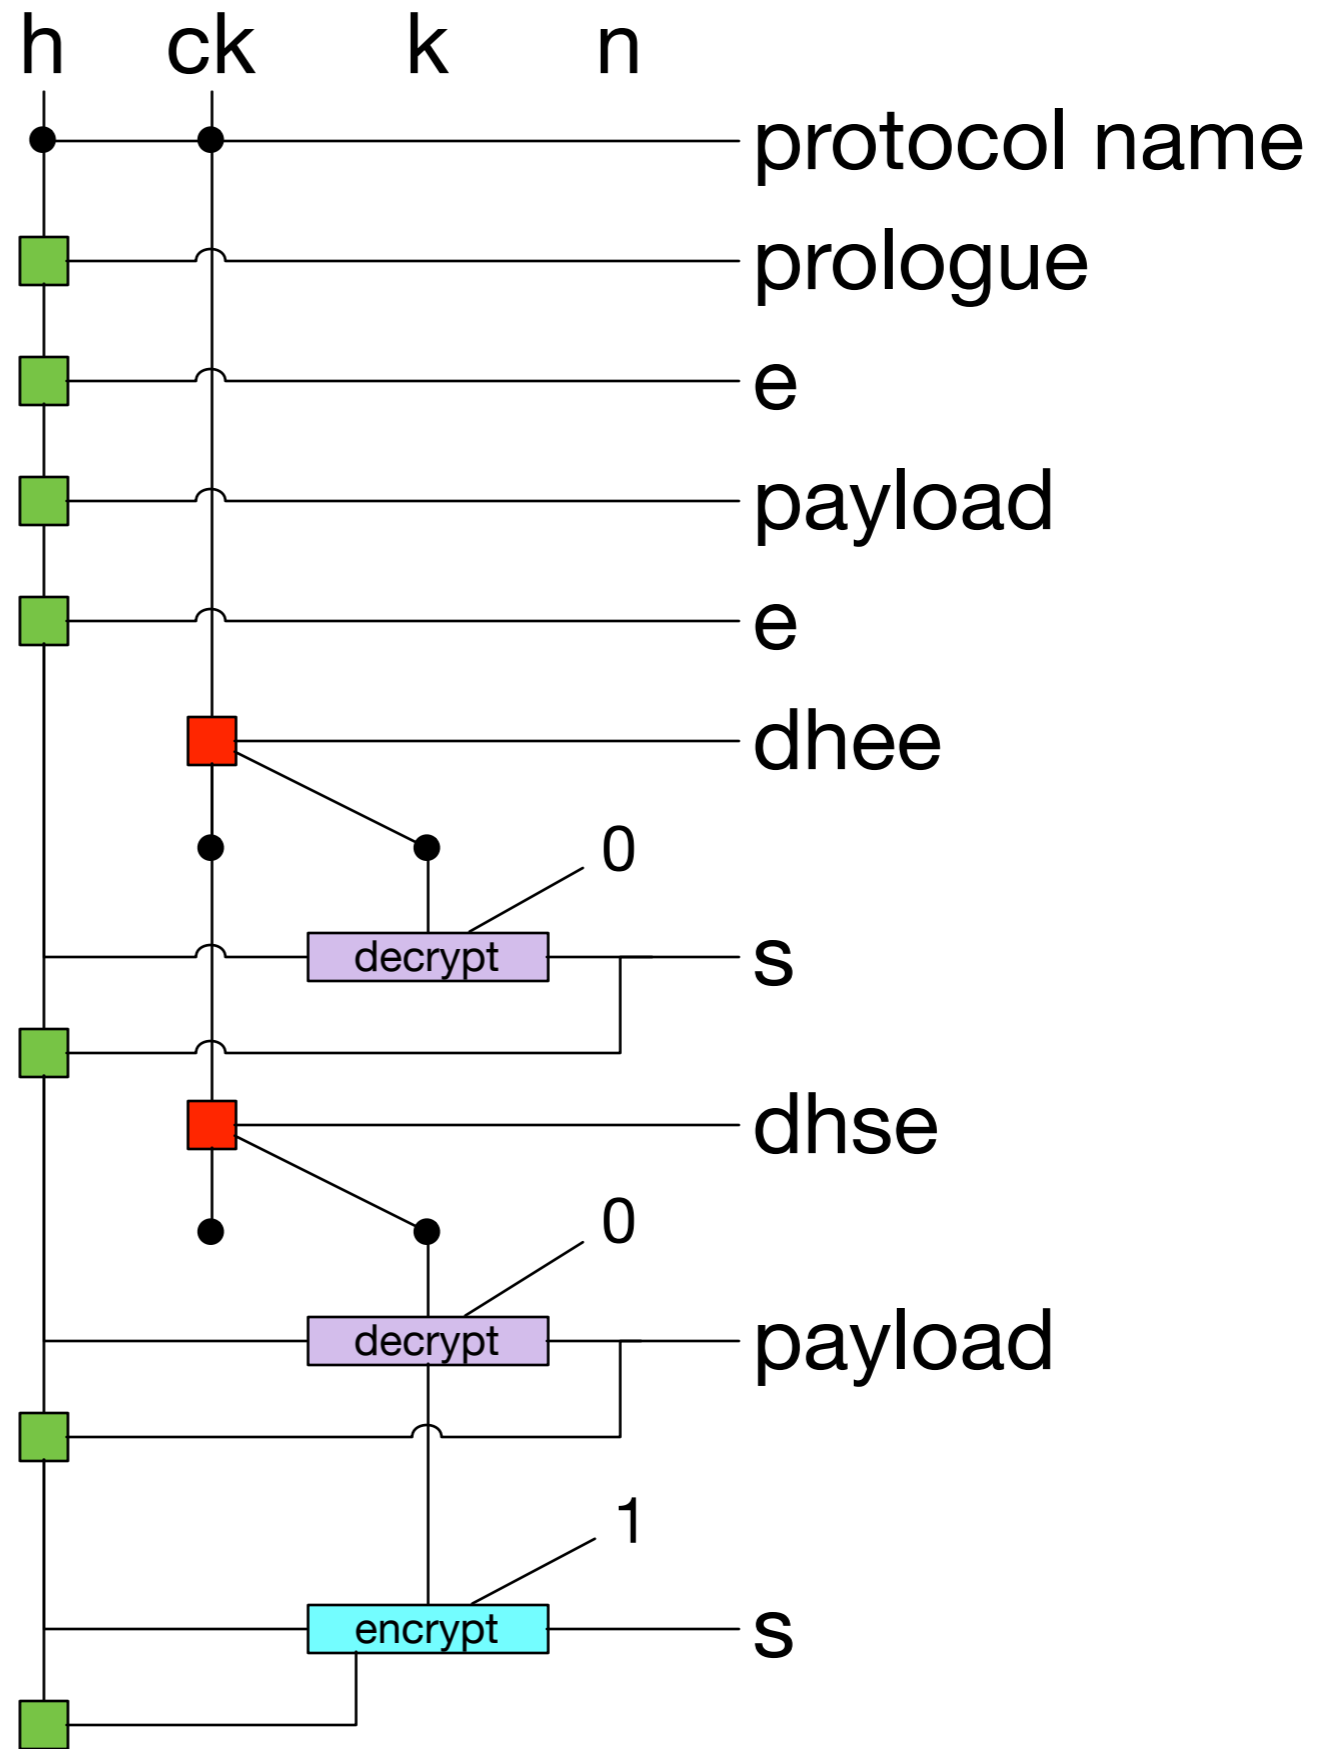 h ck k n
protocol name
prologue
e
payload
e
dhee
0
decrypt s
dhse
0
decrypt payload
1
encrypt s